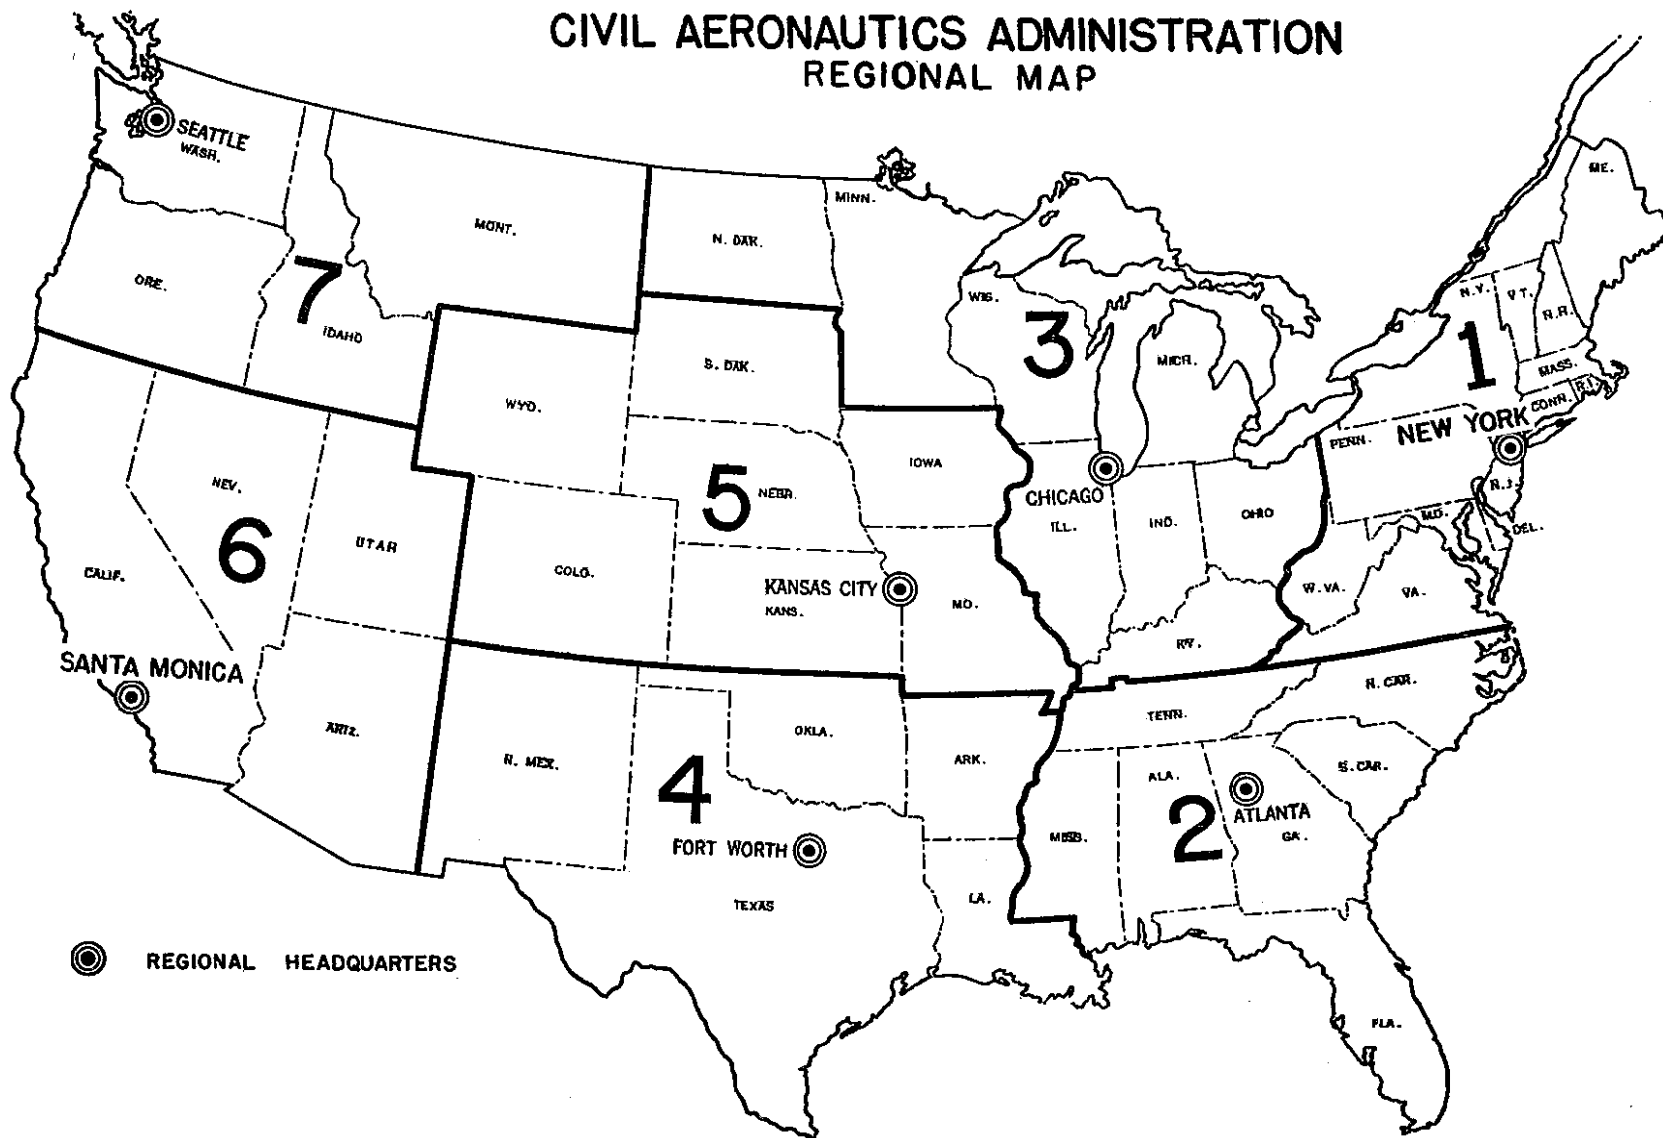 CIVIL AERONAUTICS ADMINISTRATION
REGIONAL MAP
SEATTLE
WASH.
MONT.
N. DAK.
MINN.
ME.
ORE.
7
IDAHO
WIS.
3
MICH.
N.Y.
VT.
N.H.
1
MASS.
R.I.
CONN.
S. DAK.
WYO.
NEW YORK
PENN.
IOWA
NEV.
5
NEBR.
CHICAGO
ILL.
IND.
OHIO
N.J.
MD.
DEL.
6
UTAH
CALIF.
COLO.
KANSAS CITY
KANS.
MO.
W. VA.
VA.
KY.
SANTA MONICA
N. CAR.
TENN.
ARIZ.
N. MEX.
OKLA.
ARK.
S. CAR.
4
ALA.
2
ATLANTA
GA.
MISS.
FORT WORTH
TEXAS
LA.
REGIONAL HEADQUARTERS
FLA.